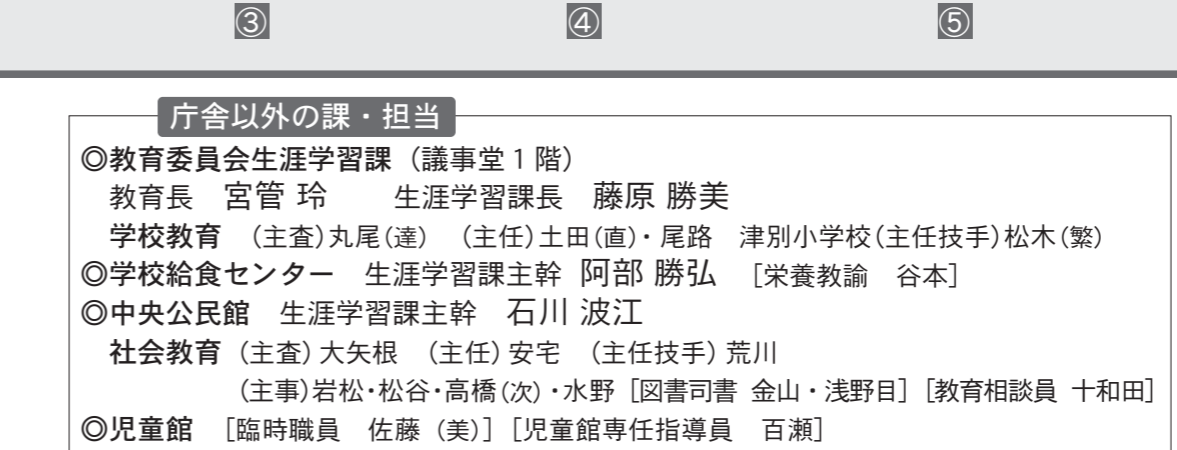 ③ ④ ⑤
庁舎以外の課・担当
◎教育委員会生涯学習課（議事堂1階）
教育長 宮管 玲 生涯学習課長 藤原 勝美
学校教育 （主査）丸尾（達） （主任）土田（直）・尾路 津別小学校（主任技手）松木（繁）
◎学校給食センター 生涯学習課主幹 阿部 勝弘 ［栄養教諭 谷本］
◎中央公民館 生涯学習課主幹 石川 波江
社会教育 （主査）大矢根 （主任）安宅 （主任技手）荒川
（主事）岩松・松谷・高橋（次）・水野［図書司書 金山・浅野目］［教育相談員 十和田］
◎児童館 ［臨時職員 佐藤（美）］［児童館専任指導員 百瀬］